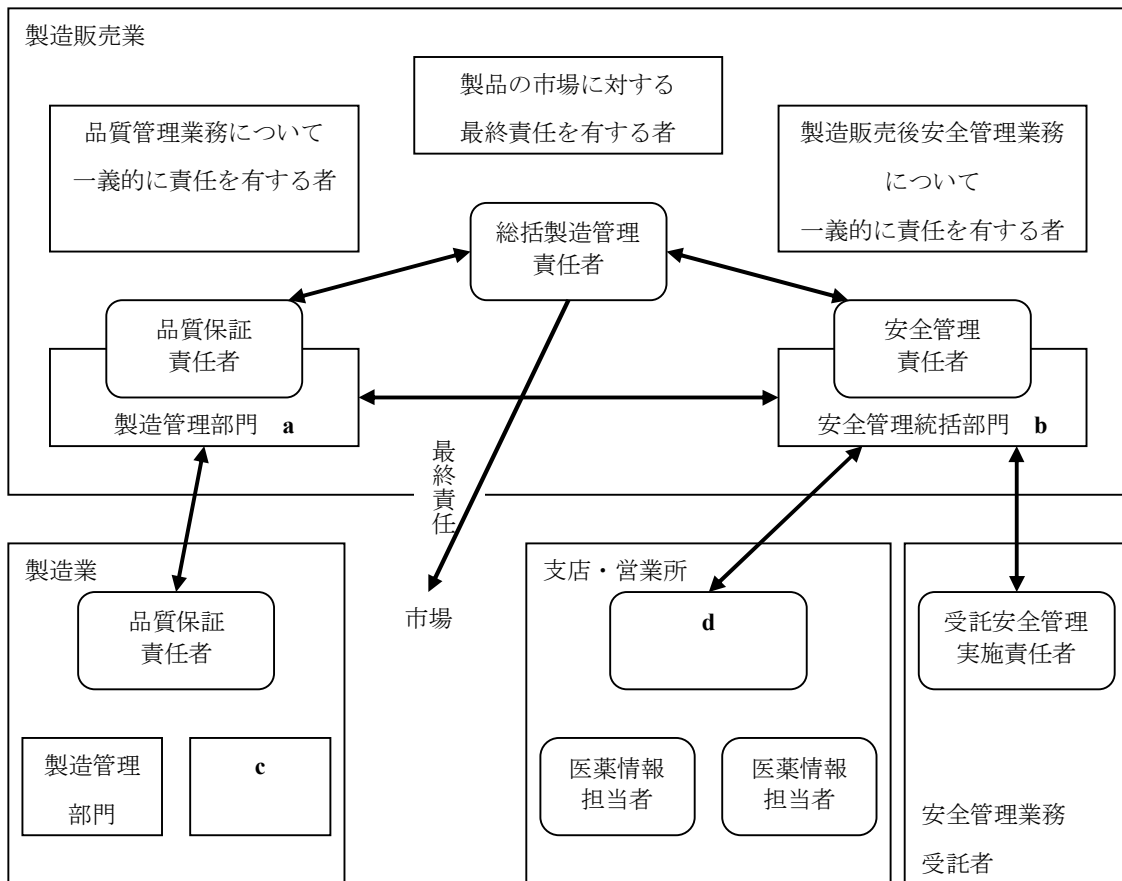 製造販売業
製品の市場に対する
最終責任を有する者
品質管理業務について
一義的に責任を有する者
製造販売後安全管理業務
について
一義的に責任を有する者
総括製造管理
責任者
品質保証
責任者
製造管理部門 a
安全管理
責任者
安全管理統括部門 b
最終責任
市場
製造業
品質保証
責任者
製造管理
部門
c
支店・営業所
d
医薬情報
担当者
医薬情報
担当者
受託安全管理
実施責任者
安全管理業務
受託者